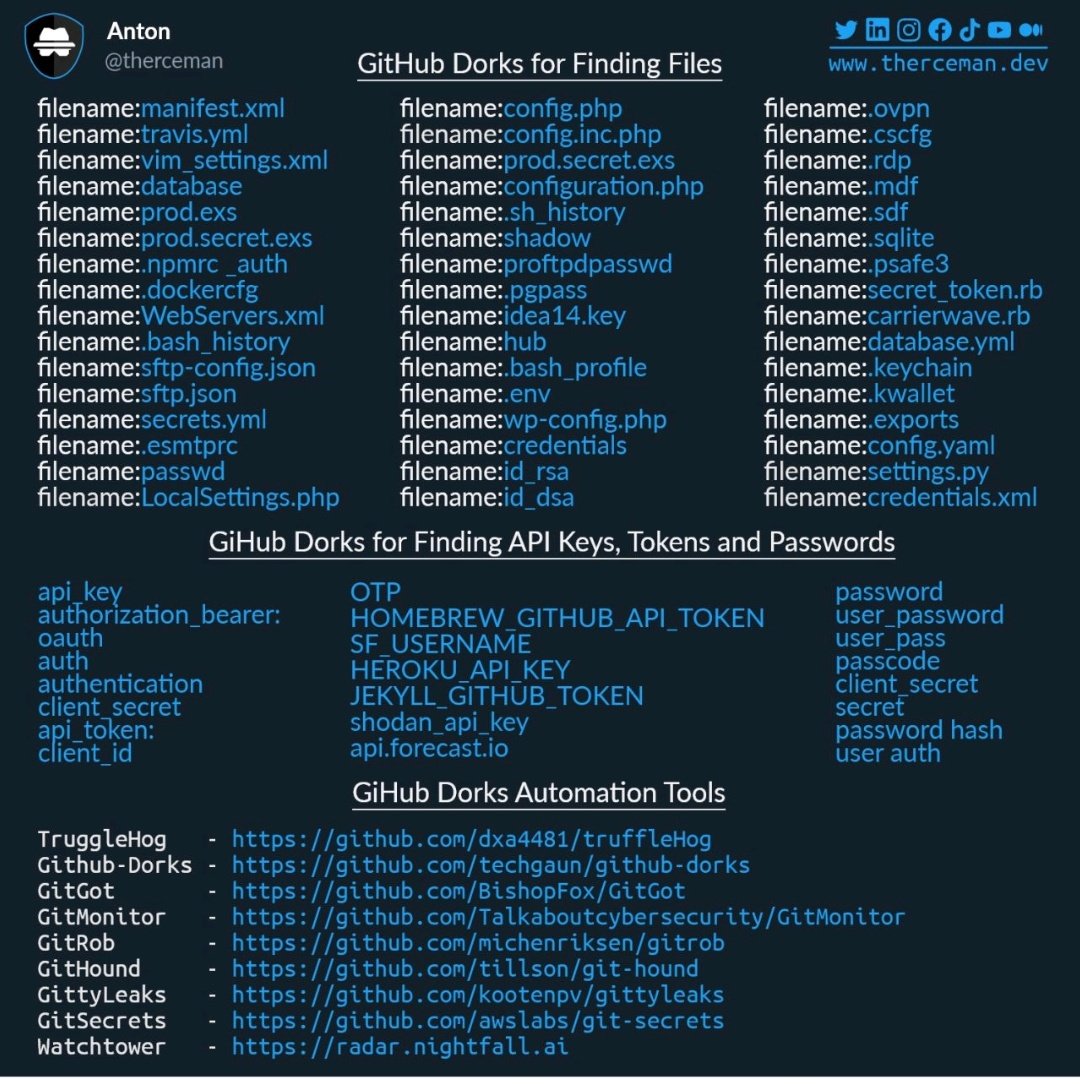 Anton
@therceman
www.therceman.dev
GitHub Dorks for Finding Files
filename:manifest.xml
filename:travis.yml
filename:vim_settings.xml
filename:database
filename:prod.exs
filename:prod.secret.exs
filename:.npmrc _auth
filename:.dockercfg
filename:WebServers.xml
filename:.bash_history
filename:sftp-config.json
filename:sftp.json
filename:secrets.yml
filename:.esmtprc
filename:passwd
filename:LocalSettings.php
filename:config.php
filename:config.inc.php
filename:prod.secret.exs
filename:configuration.php
filename:.sh_history
filename:shadow
filename:proftpdpasswd
filename:.pgpass
filename:idea14.key
filename:hub
filename:.bash_profile
filename:.env
filename:wp-config.php
filename:credentials
filename:id_rsa
filename:id_dsa
filename:.ovpn
filename:.cscfg
filename:.rdp
filename:.mdf
filename:.sdf
filename:.sqlite
filename:.psafe3
filename:secret_token.rb
filename:carrierwave.rb
filename:database.yml
filename:.keychain
filename:.kwallet
filename:.exports
filename:config.yaml
filename:settings.py
filename:credentials.xml
GiHub Dorks for Finding API Keys, Tokens and Passwords
api_key
authorization_bearer:
oauth
auth
authentication
client_secret
api_token:
client_id
OTP
HOMEBREW_GITHUB_API_TOKEN
SF_USERNAME
HEROKU_API_KEY
JEKYLL_GITHUB_TOKEN
shodan_api_key
api.forecast.io
password
user_password
user_pass
passcode
client_secret
secret
password hash
user auth
GiHub Dorks Automation Tools
TruggleHog - https://github.com/dxa4481/truffleHog
Github-Dorks - https://github.com/techgaun/github-dorks
GitGot - https://github.com/BishopFox/GitGot
GitMonitor - https://github.com/Talkaboutcybersecurity/GitMonitor
GitRob - https://github.com/michenriksen/gitrob
GitHound - https://github.com/tillson/git-hound
GittyLeaks - https://github.com/kootenpv/gittyleaks
GitSecrets - https://github.com/awslabs/git-secrets
Watchtower - https://radar.nightfall.ai